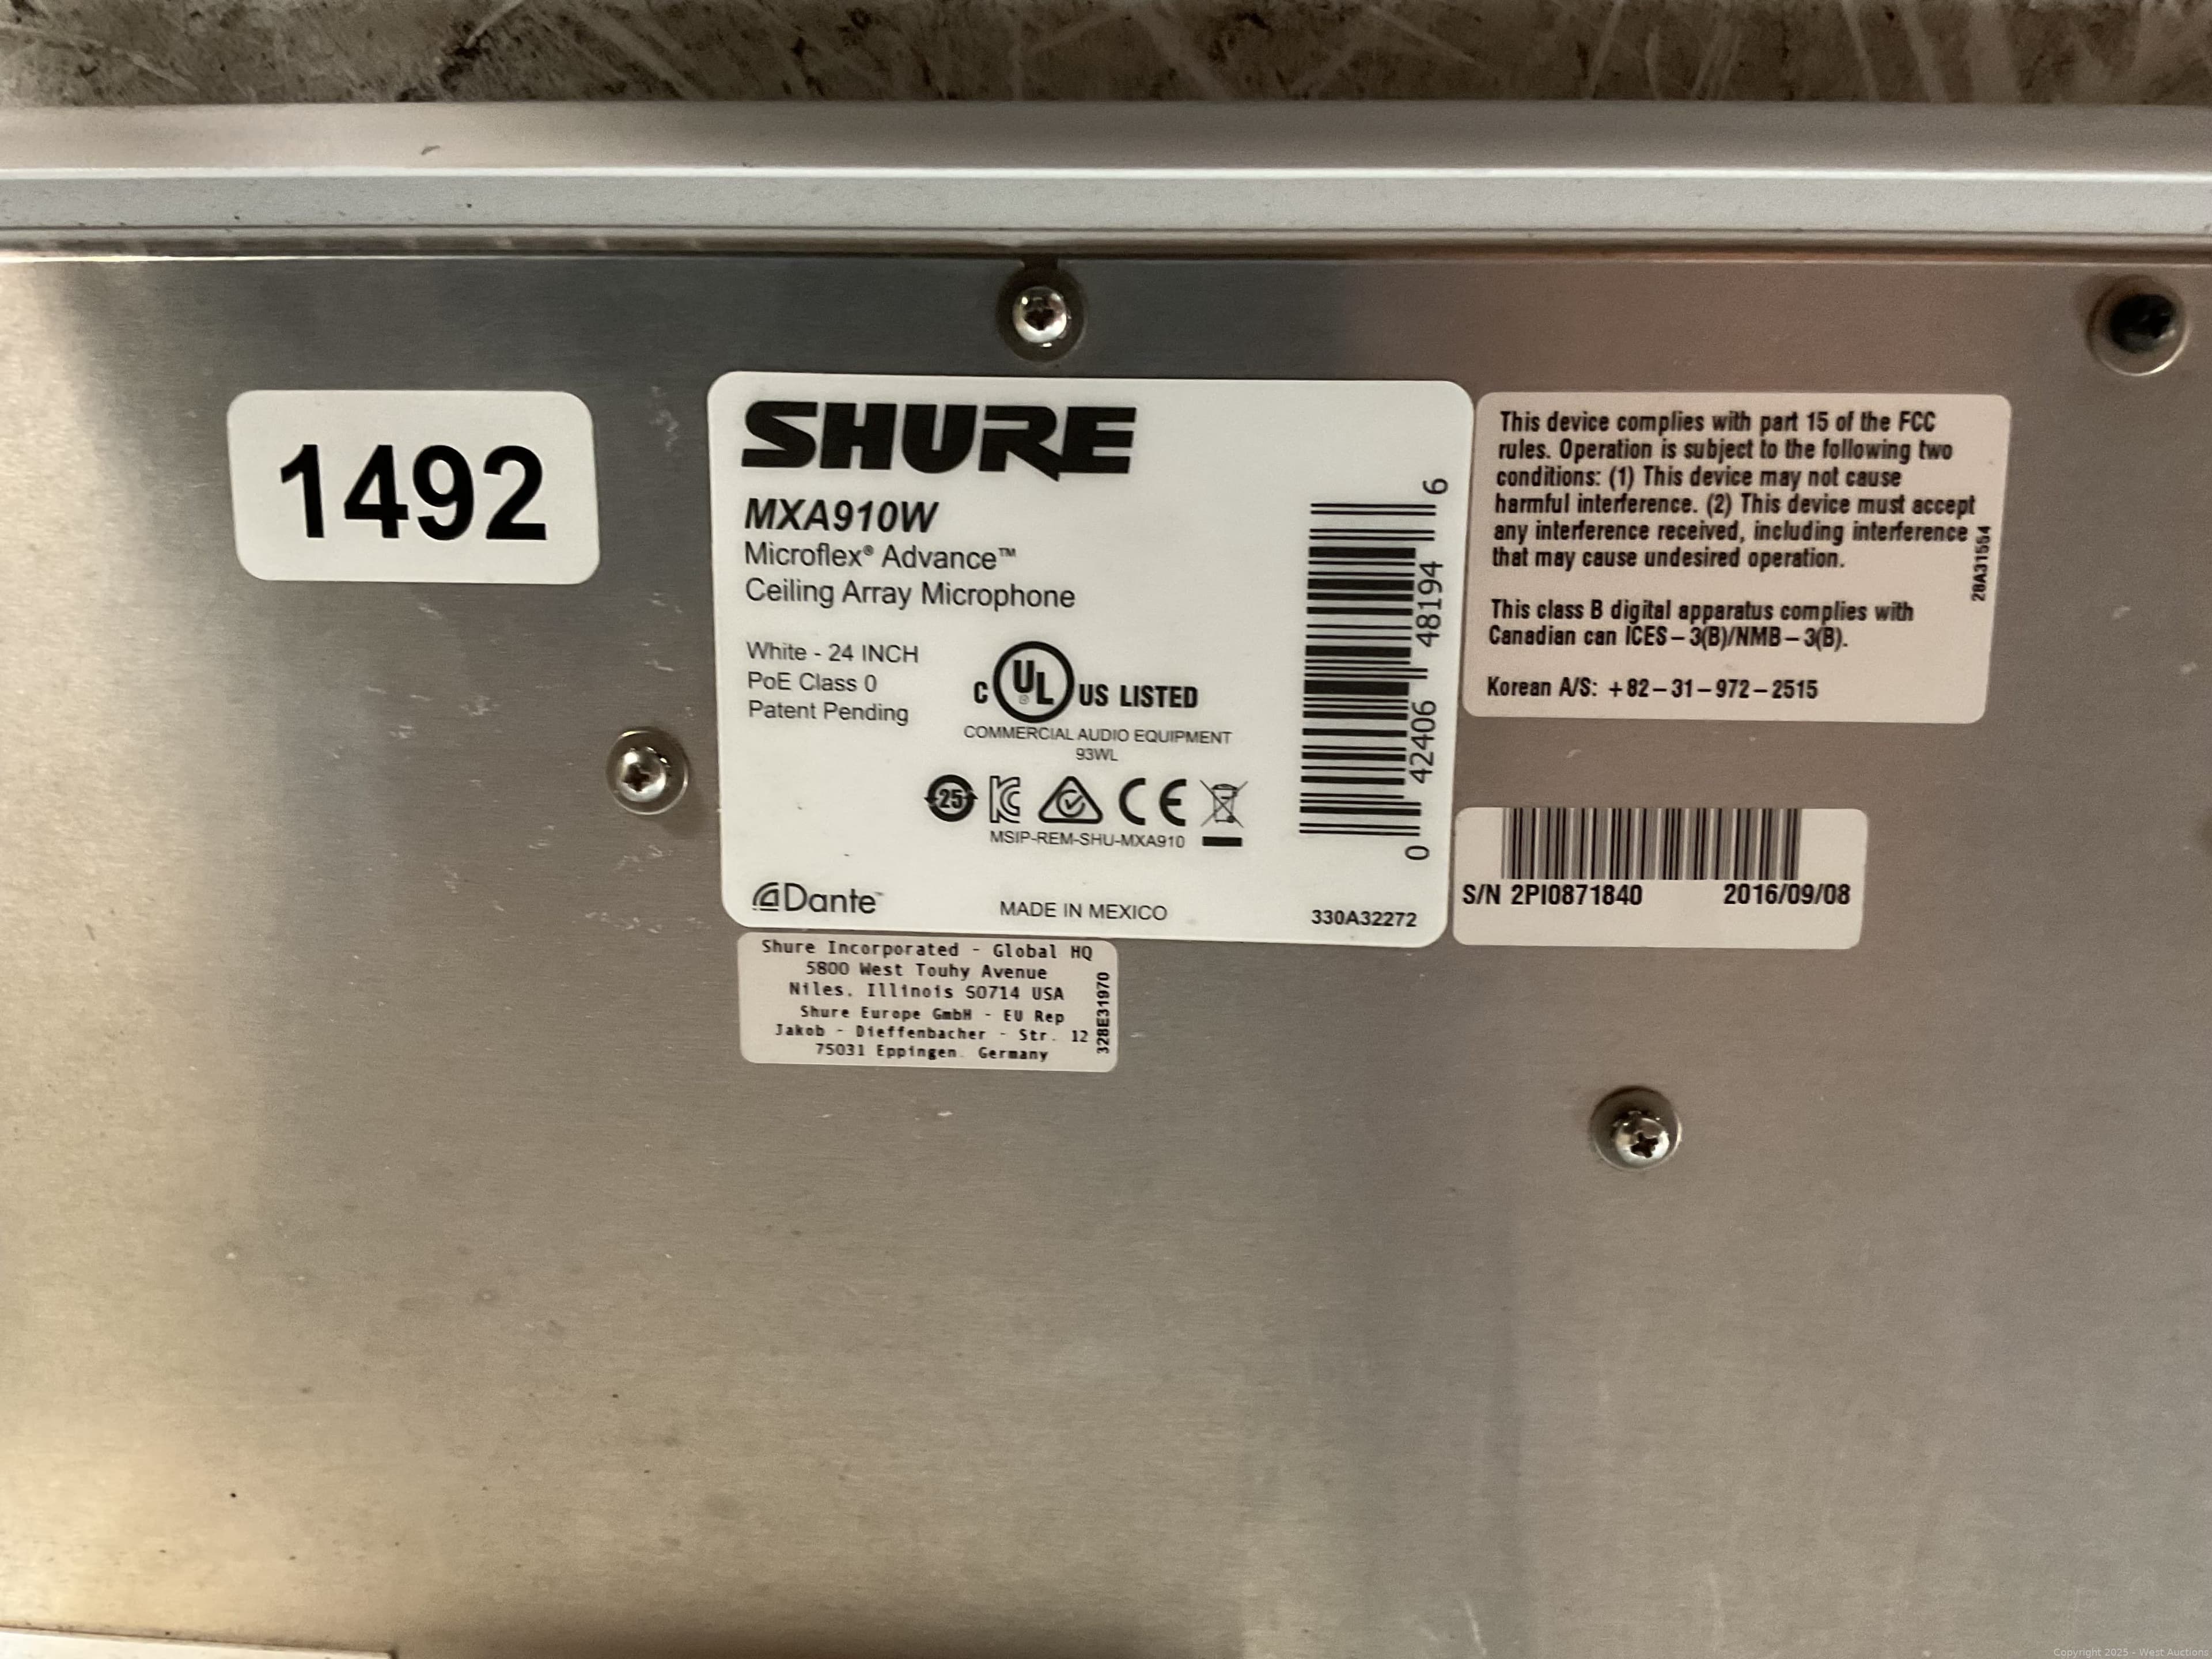 1492
SHURE
MXA910W
Microflex® Advance™
Ceiling Array Microphone
White - 24 INCH
PoE Class 0
Patent Pending
C UL ® US LISTED
COMMERCIAL AUDIO EQUIPMENT
93WL
25
CE
MSIP-REM-SHU-MXA910
Dante™
MADE IN MEXICO
330A32272
0 42406 48194 6
This device complies with part 15 of the FCC
rules. Operation is subject to the following two
conditions: (1) This device may not cause
harmful interference. (2) This device must accept
any interference received, including interference
that may cause undesired operation.
This class B digital apparatus complies with
Canadian can ICES – 3(B)/NMB – 3(B).
Korean A/S: +82–31–972–2515
S/N 2PI0871840 2016/09/08
Shure Incorporated - Global HQ
5800 West Touhy Avenue
Niles, Illinois 50714 USA
Shure Europe GmbH - EU Rep
Jakob - Dieffenbacher - Str. 12
75031 Eppingen. Germany
328E31970
Copyright 2025 - West Auctions